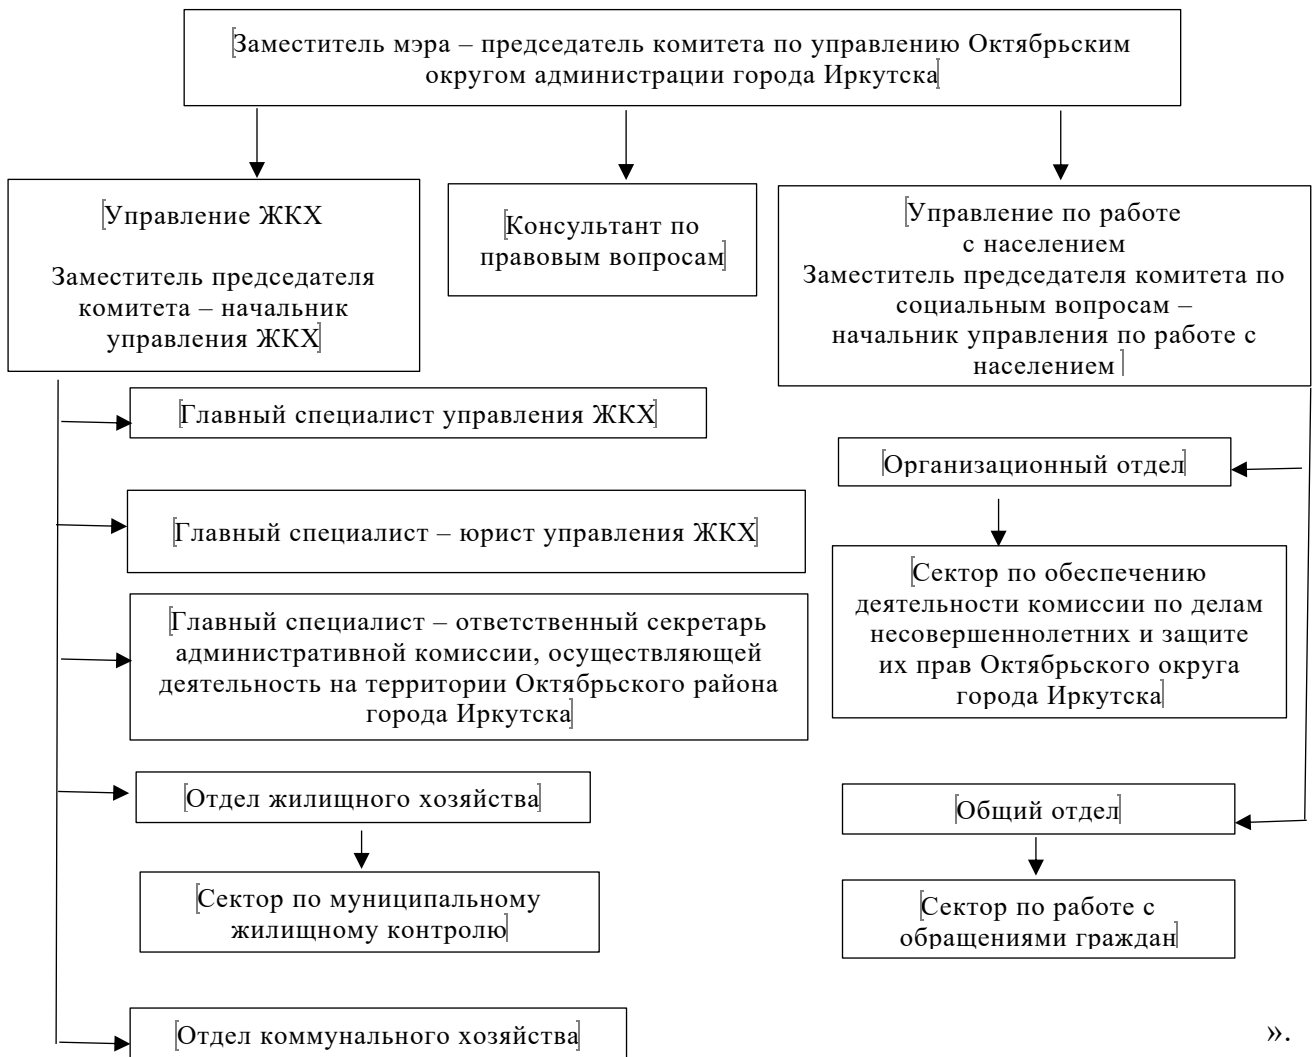 Заместитель мэра – председатель комитета по управлению Октябрьским
округом администрации города Иркутска
Управление ЖКХ
Заместитель председателя
комитета – начальник
управления ЖКХ
Консультант по
правовым вопросам
Управление по работе
с населением
Заместитель председателя комитета по
социальным вопросам –
начальник управления по работе с
населением
Главный специалист управления ЖКХ
Главный специалист – юрист управления ЖКХ
Главный специалист – ответственный секретарь
административной комиссии, осуществляющей
деятельность на территории Октябрьского района
города Иркутска
Отдел жилищного хозяйства
Сектор по муниципальному
жилищному контролю
Отдел коммунального хозяйства
Организационный отдел
Сектор по обеспечению
деятельности комиссии по делам
несовершеннолетних и защите
их прав Октябрьского округа
города Иркутска
Общий отдел
Сектор по работе с
обращениями граждан
».